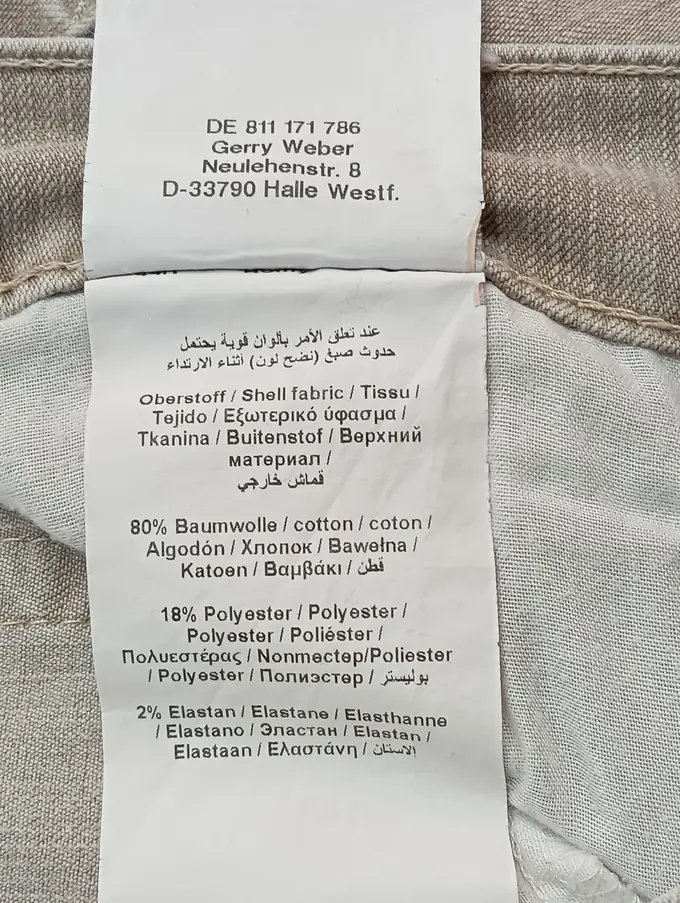 DE 811 171 786
Gerry Weber
Neulehenstr. 8
D-33790 Halle Westf.
عند تعلق الأمر بألوان قوية يحتمل
حدوث صبغ (نضح لون) أثناء الارتداء
Oberstoff / Shell fabric / Tissu /
Tejido / Εξωτερικό ύφασμα /
Tkanina / Buitenstof / Верхний
материал /
قماش خارجي
80% Baumwolle / cotton / coton /
Algodón / Хлопок / Bawełna /
Katoen / Βαμβάκι / قطن
18% Polyester / Polyester /
Polyester / Poliéster /
Πολυεστέρας / Nonmecтep/Poliester
/ Polyester / Полиэстер / بوليستر
2% Elastan / Elastane / Elasthanne
/ Elastano / Эластан / Elastan /
Elastaan / Ελαστάνη / الاستان